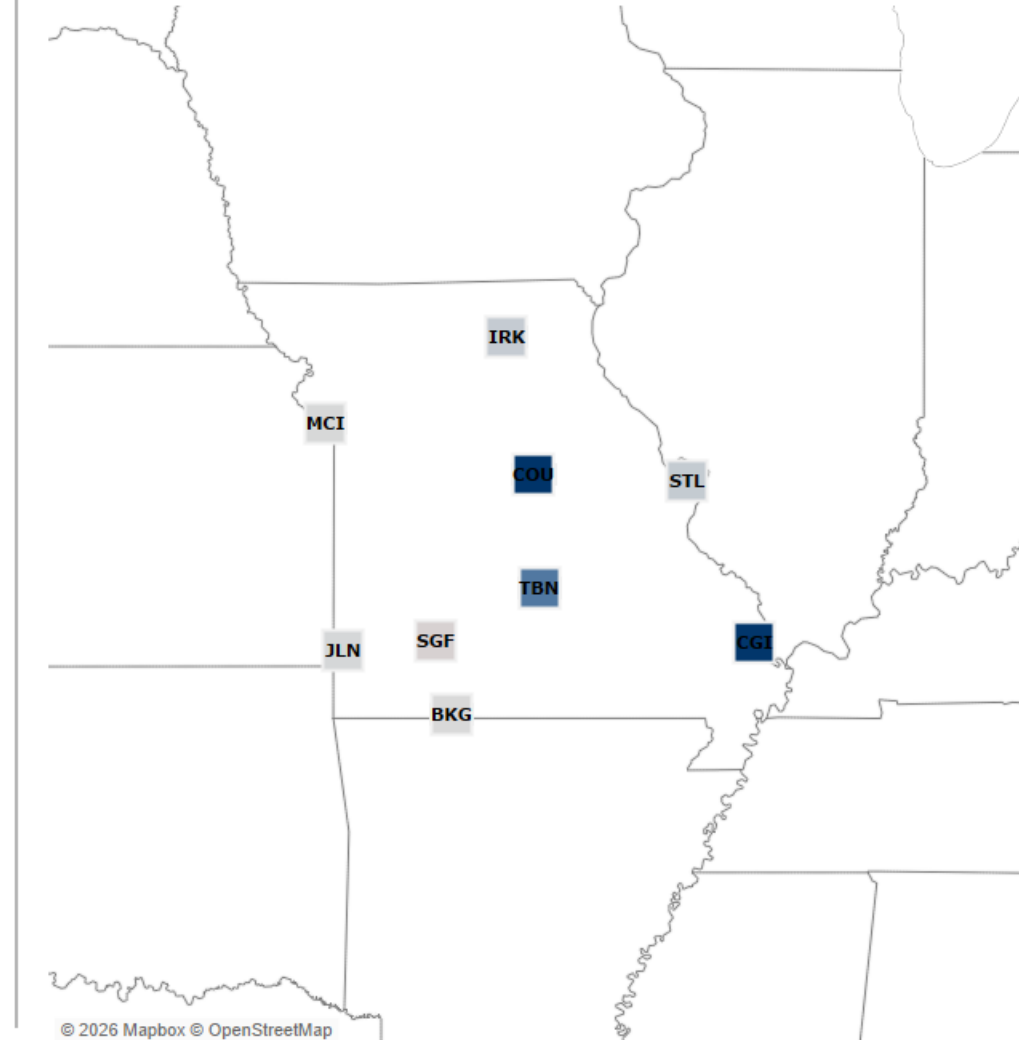 IRK
MCI
COU
STL
TBN
SGF
CGI
JLN
BKG
© 2026 Mapbox © OpenStreetMap